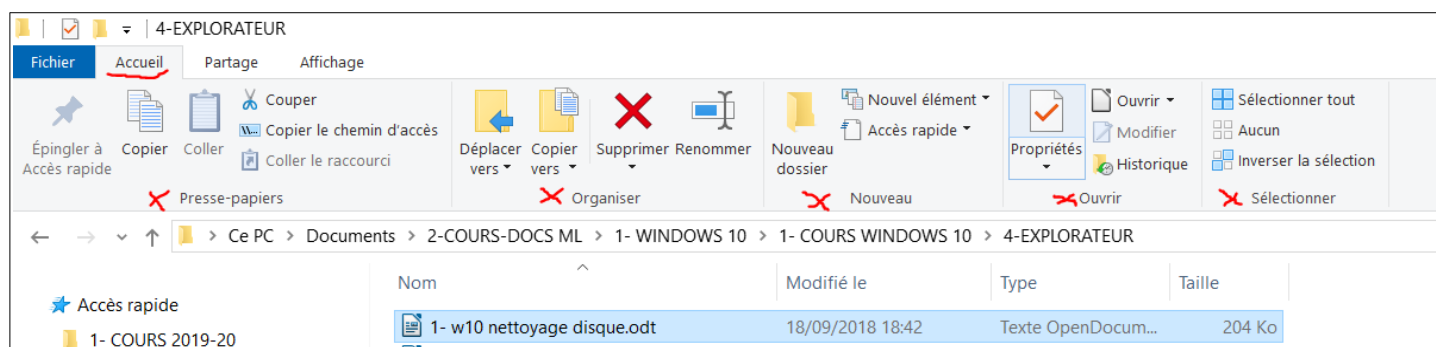 4-EXPLORATEUR
Fichier Accueil Partage Affichage
Épingler à Accès rapide
Copier
Coller
Couper
Copier le chemin d'accès
Coller le raccourci
Déplacer vers
Copier vers
Supprimer
Renommer
Nouveau dossier
Nouvel élément
Accès rapide
Propriétés
Ouvrir
Modifier
Historique
Sélectionner tout
Aucun
Inverser la sélection
Presse-papiers Organiser Nouveau Ouvrir Sélectionner
Ce PC > Documents > 2-COURS-DOCS ML > 1- WINDOWS 10 > 1- COURS WINDOWS 10 > 4-EXPLORATEUR
Nom Modifié le Type Taille
Accès rapide
1- w10 nettoyage disque.odt 18/09/2018 18:42 Texte OpenDocum... 204 Ko
1- COURS 2019-20